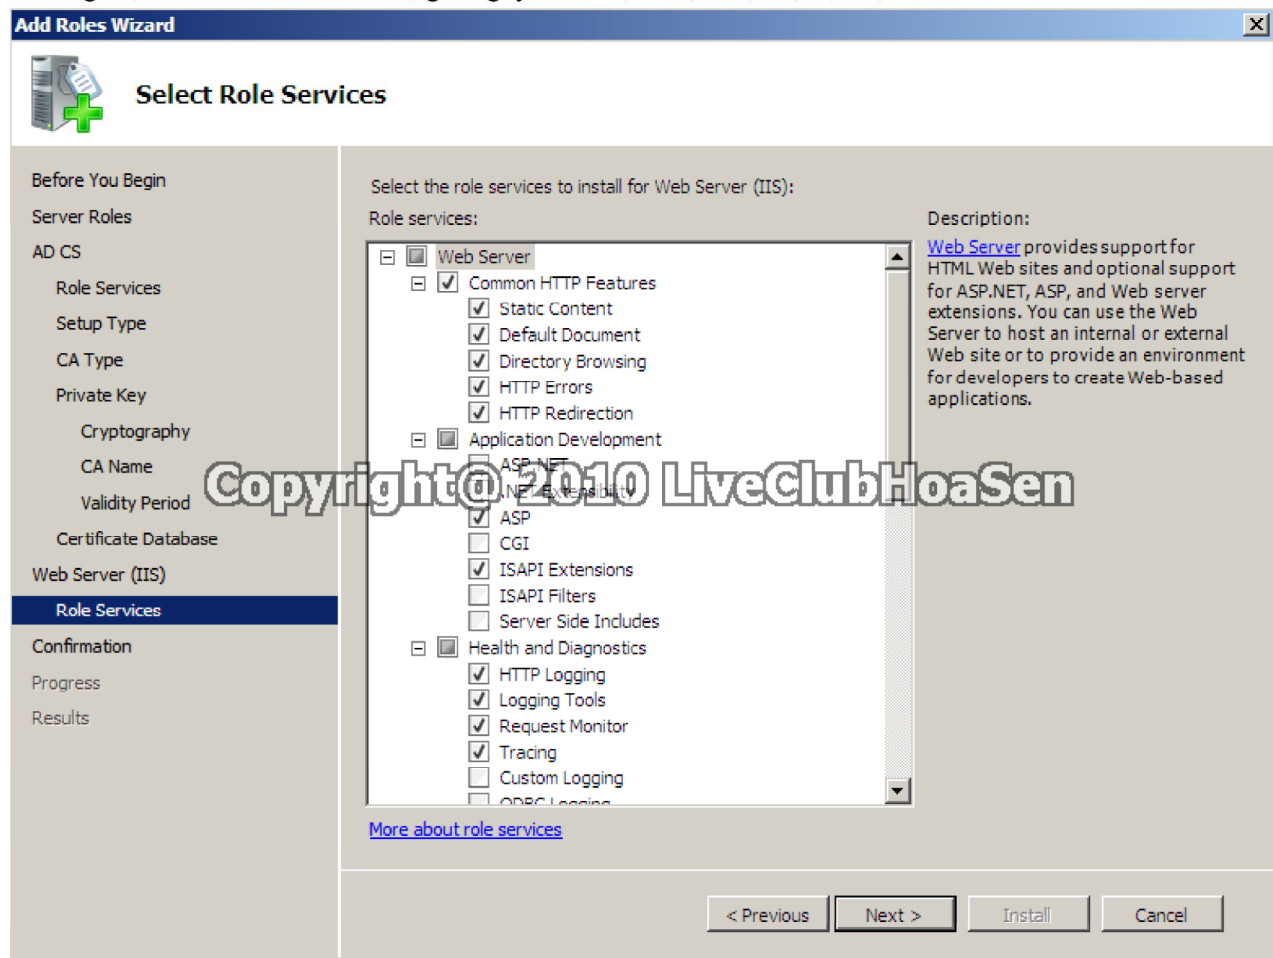 Add Roles Wizard
Select Role Services
Before You Begin
Server Roles
AD CS
Role Services
Setup Type
CA Type
Private Key
Cryptography
CA Name
Validity Period
Certificate Database
Web Server (IIS)
Role Services
Confirmation
Progress
Results
Select the role services to install for Web Server (IIS):
Role services:
Web Server
Common HTTP Features
Static Content
Default Document
Directory Browsing
HTTP Errors
HTTP Redirection
Application Development
ASP.NET
.NET Extensibility
ASP
CGI
ISAPI Extensions
ISAPI Filters
Server Side Includes
Health and Diagnostics
HTTP Logging
Logging Tools
Request Monitor
Tracing
Custom Logging
ODBC Logging
More about role services
Description:
Web Server provides support for
HTML Web sites and optional support
for ASP.NET, ASP, and Web server
extensions. You can use the Web
Server to host an internal or external
Web site or to provide an environment
for developers to create Web-based
applications.
Copyright@ 2010 LiveClubHoaSen
< Previous
Next >
Install
Cancel